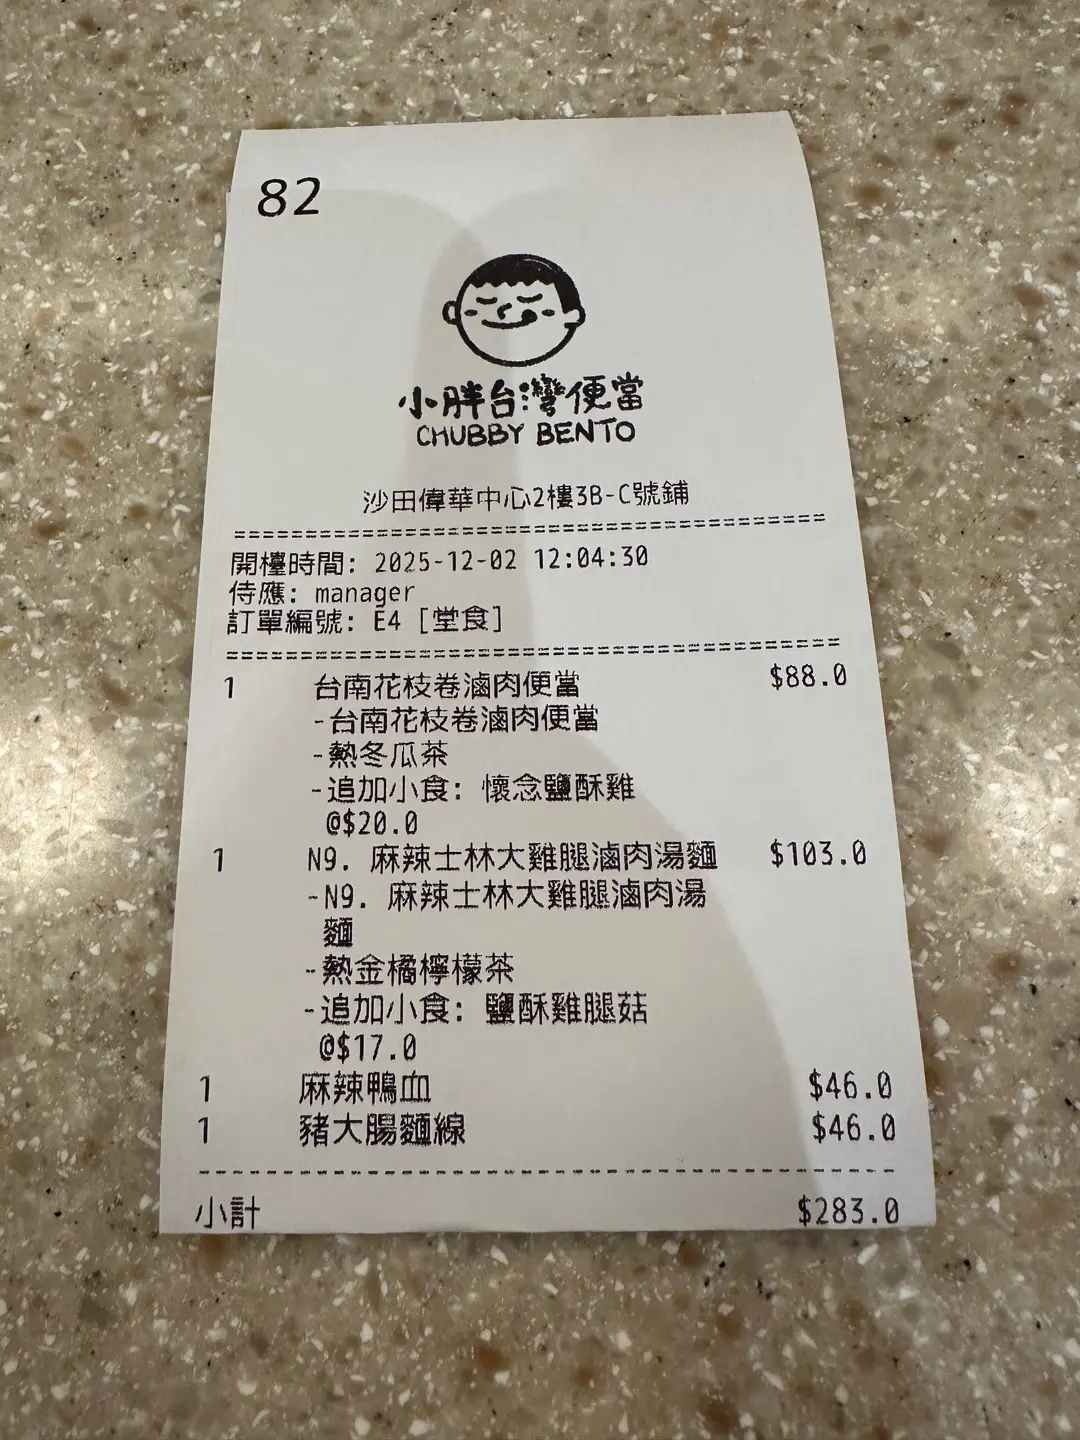 82
小胖台灣便當
CHUBBY BENTO
沙田偉華中心2樓3B-C號鋪
開檯時間: 2025-12-02 12:04:30
侍應: manager
訂單編號: E4 [堂食]
1 台南花枝卷滷肉便當 $88.0
-台南花枝卷滷肉便當
-熱冬瓜茶
-追加小食: 懷念鹽酥雞
@$20.0
1 N9. 麻辣士林大雞腿滷肉湯麵 $103.0
-N9. 麻辣士林大雞腿滷肉湯
麵
-熱金橘檸檬茶
-追加小食: 鹽酥雞腿菇
@$17.0
1 麻辣鴨血 $46.0
1 豬大腸麵線 $46.0
小計 $283.0